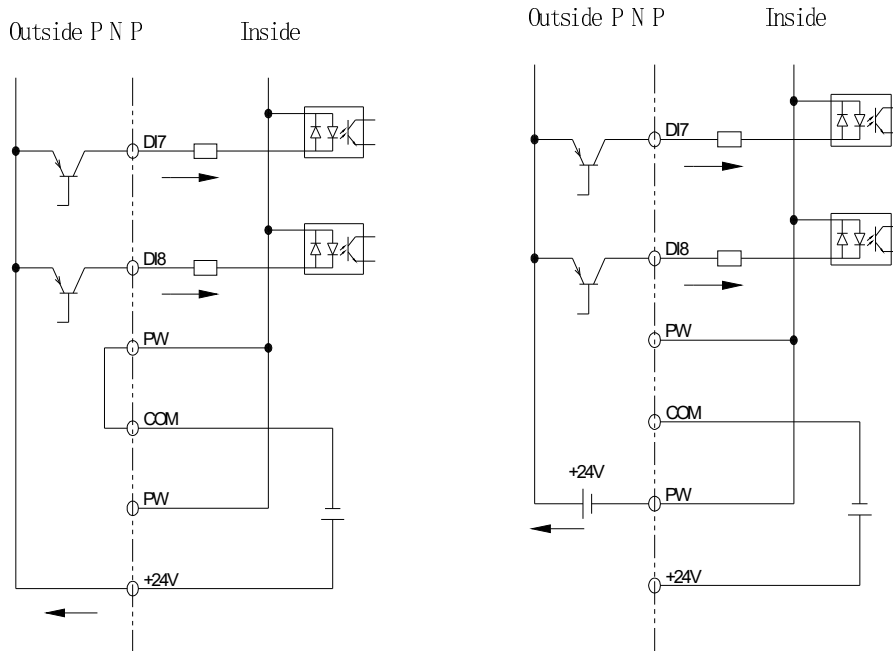 Outside P N P
Inside
DI7
DI8
PW
COM
PW
+24V
Outside P N P
Inside
DI7
DI8
PW
COM
+24V
PW
+24V